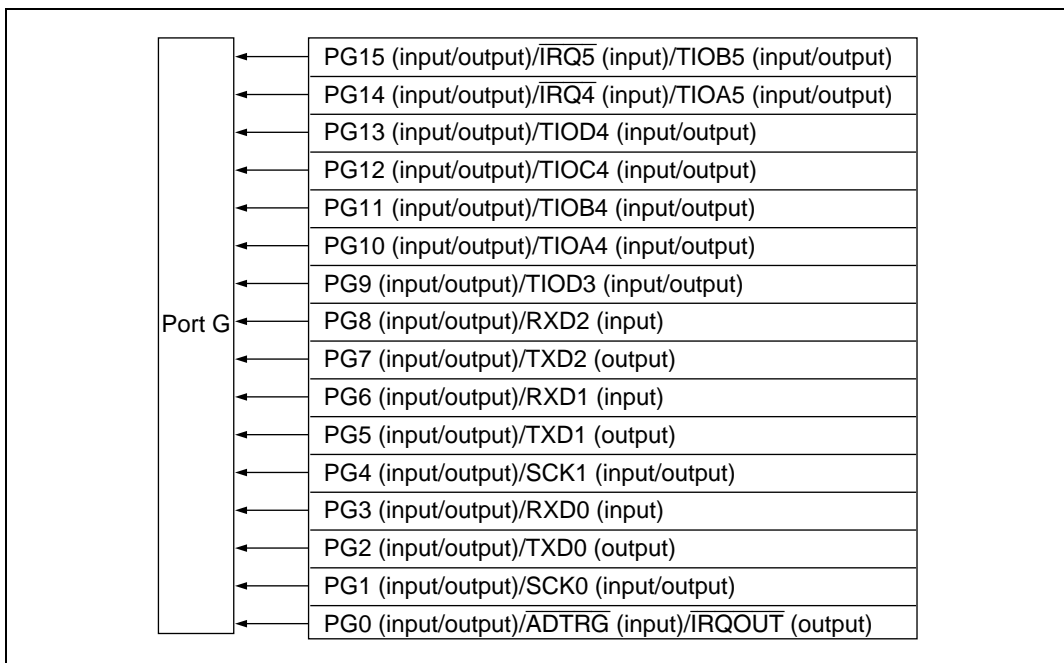 PG15 (input/output)/I̅R̅Q̅5̅ (input)/TIOB5 (input/output)
PG14 (input/output)/I̅R̅Q̅4̅ (input)/TIOA5 (input/output)
PG13 (input/output)/TIOD4 (input/output)
PG12 (input/output)/TIOC4 (input/output)
PG11 (input/output)/TIOB4 (input/output)
PG10 (input/output)/TIOA4 (input/output)
PG9 (input/output)/TIOD3 (input/output)
Port G
PG8 (input/output)/RXD2 (input)
PG7 (input/output)/TXD2 (output)
PG6 (input/output)/RXD1 (input)
PG5 (input/output)/TXD1 (output)
PG4 (input/output)/SCK1 (input/output)
PG3 (input/output)/RXD0 (input)
PG2 (input/output)/TXD0 (output)
PG1 (input/output)/SCK0 (input/output)
PG0 (input/output)/A̅D̅T̅R̅G̅ (input)/I̅R̅Q̅O̅U̅T̅ (output)